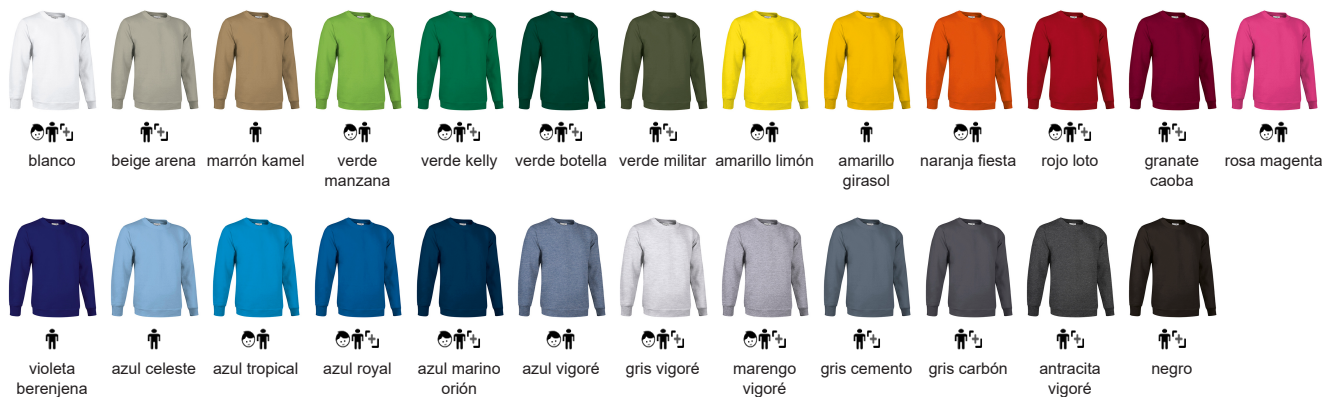 blanco
beige arena
marrón kamel
verde
manzana
verde kelly
verde botella
verde militar
amarillo limón
amarillo
girasol
naranja fiesta
rojo loto
granate
caoba
rosa magenta
violeta
berenjena
azul celeste
azul tropical
azul royal
azul marino
orión
azul vigoré
gris vigoré
marengo
vigoré
gris cemento
gris carbón
antracita
vigoré
negro